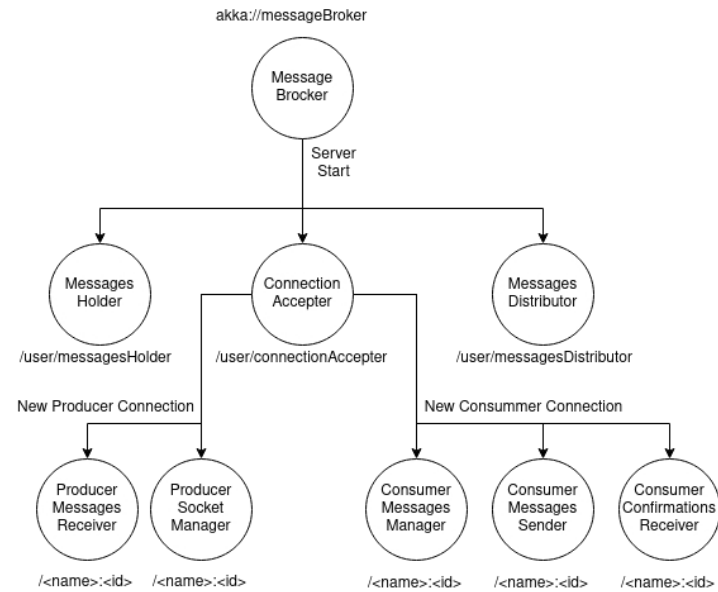 akka://messageBroker
Message
Brocker
Server
Start
Messages
Holder
Connection
Accepter
Messages
Distributor
/user/messagesHolder
/user/connectionAccepter
/user/messagesDistributor
New Producer Connection
New Consummer Connection
Producer
Messages
Receiver
Producer
Socket
Manager
Consumer
Messages
Manager
Consumer
Messages
Sender
Consumer
Confirmations
Receiver
/<name>:<id>
/<name>:<id>
/<name>:<id>
/<name>:<id>
/<name>:<id>